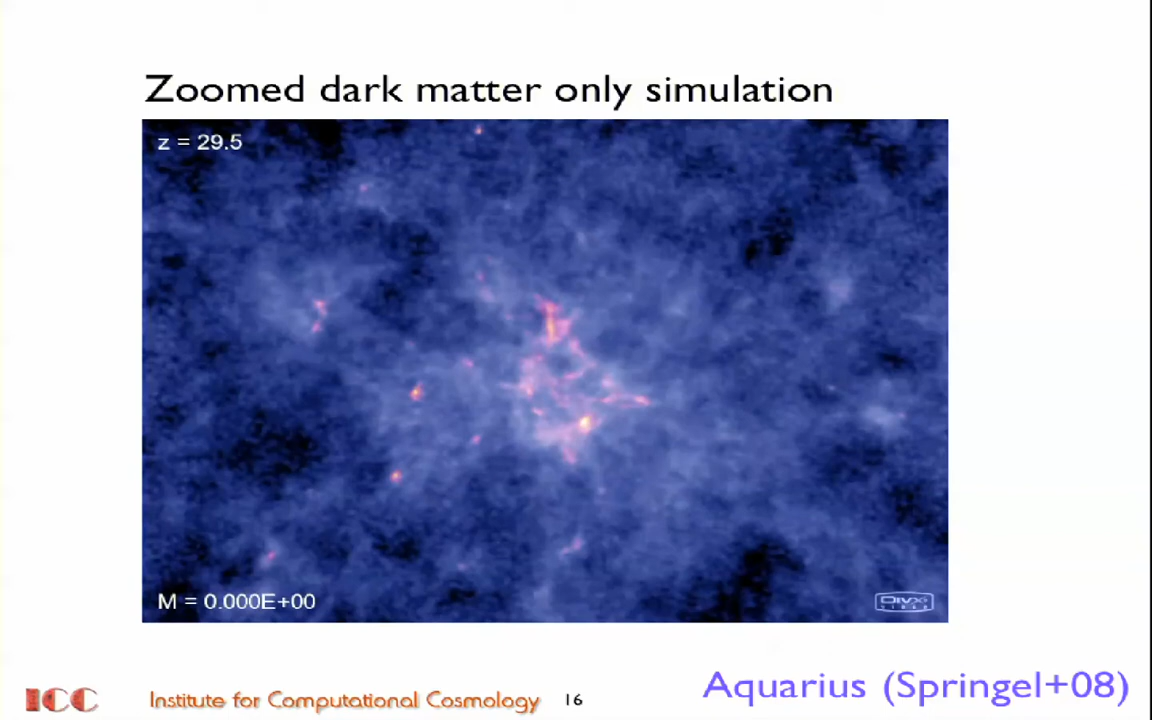 Zoomed dark matter only simulation
z = 29.5
M = 0.000E+00
DivX
VIDEO
Aquarius (Springel+08)
ICC Institute for Computational Cosmology 16